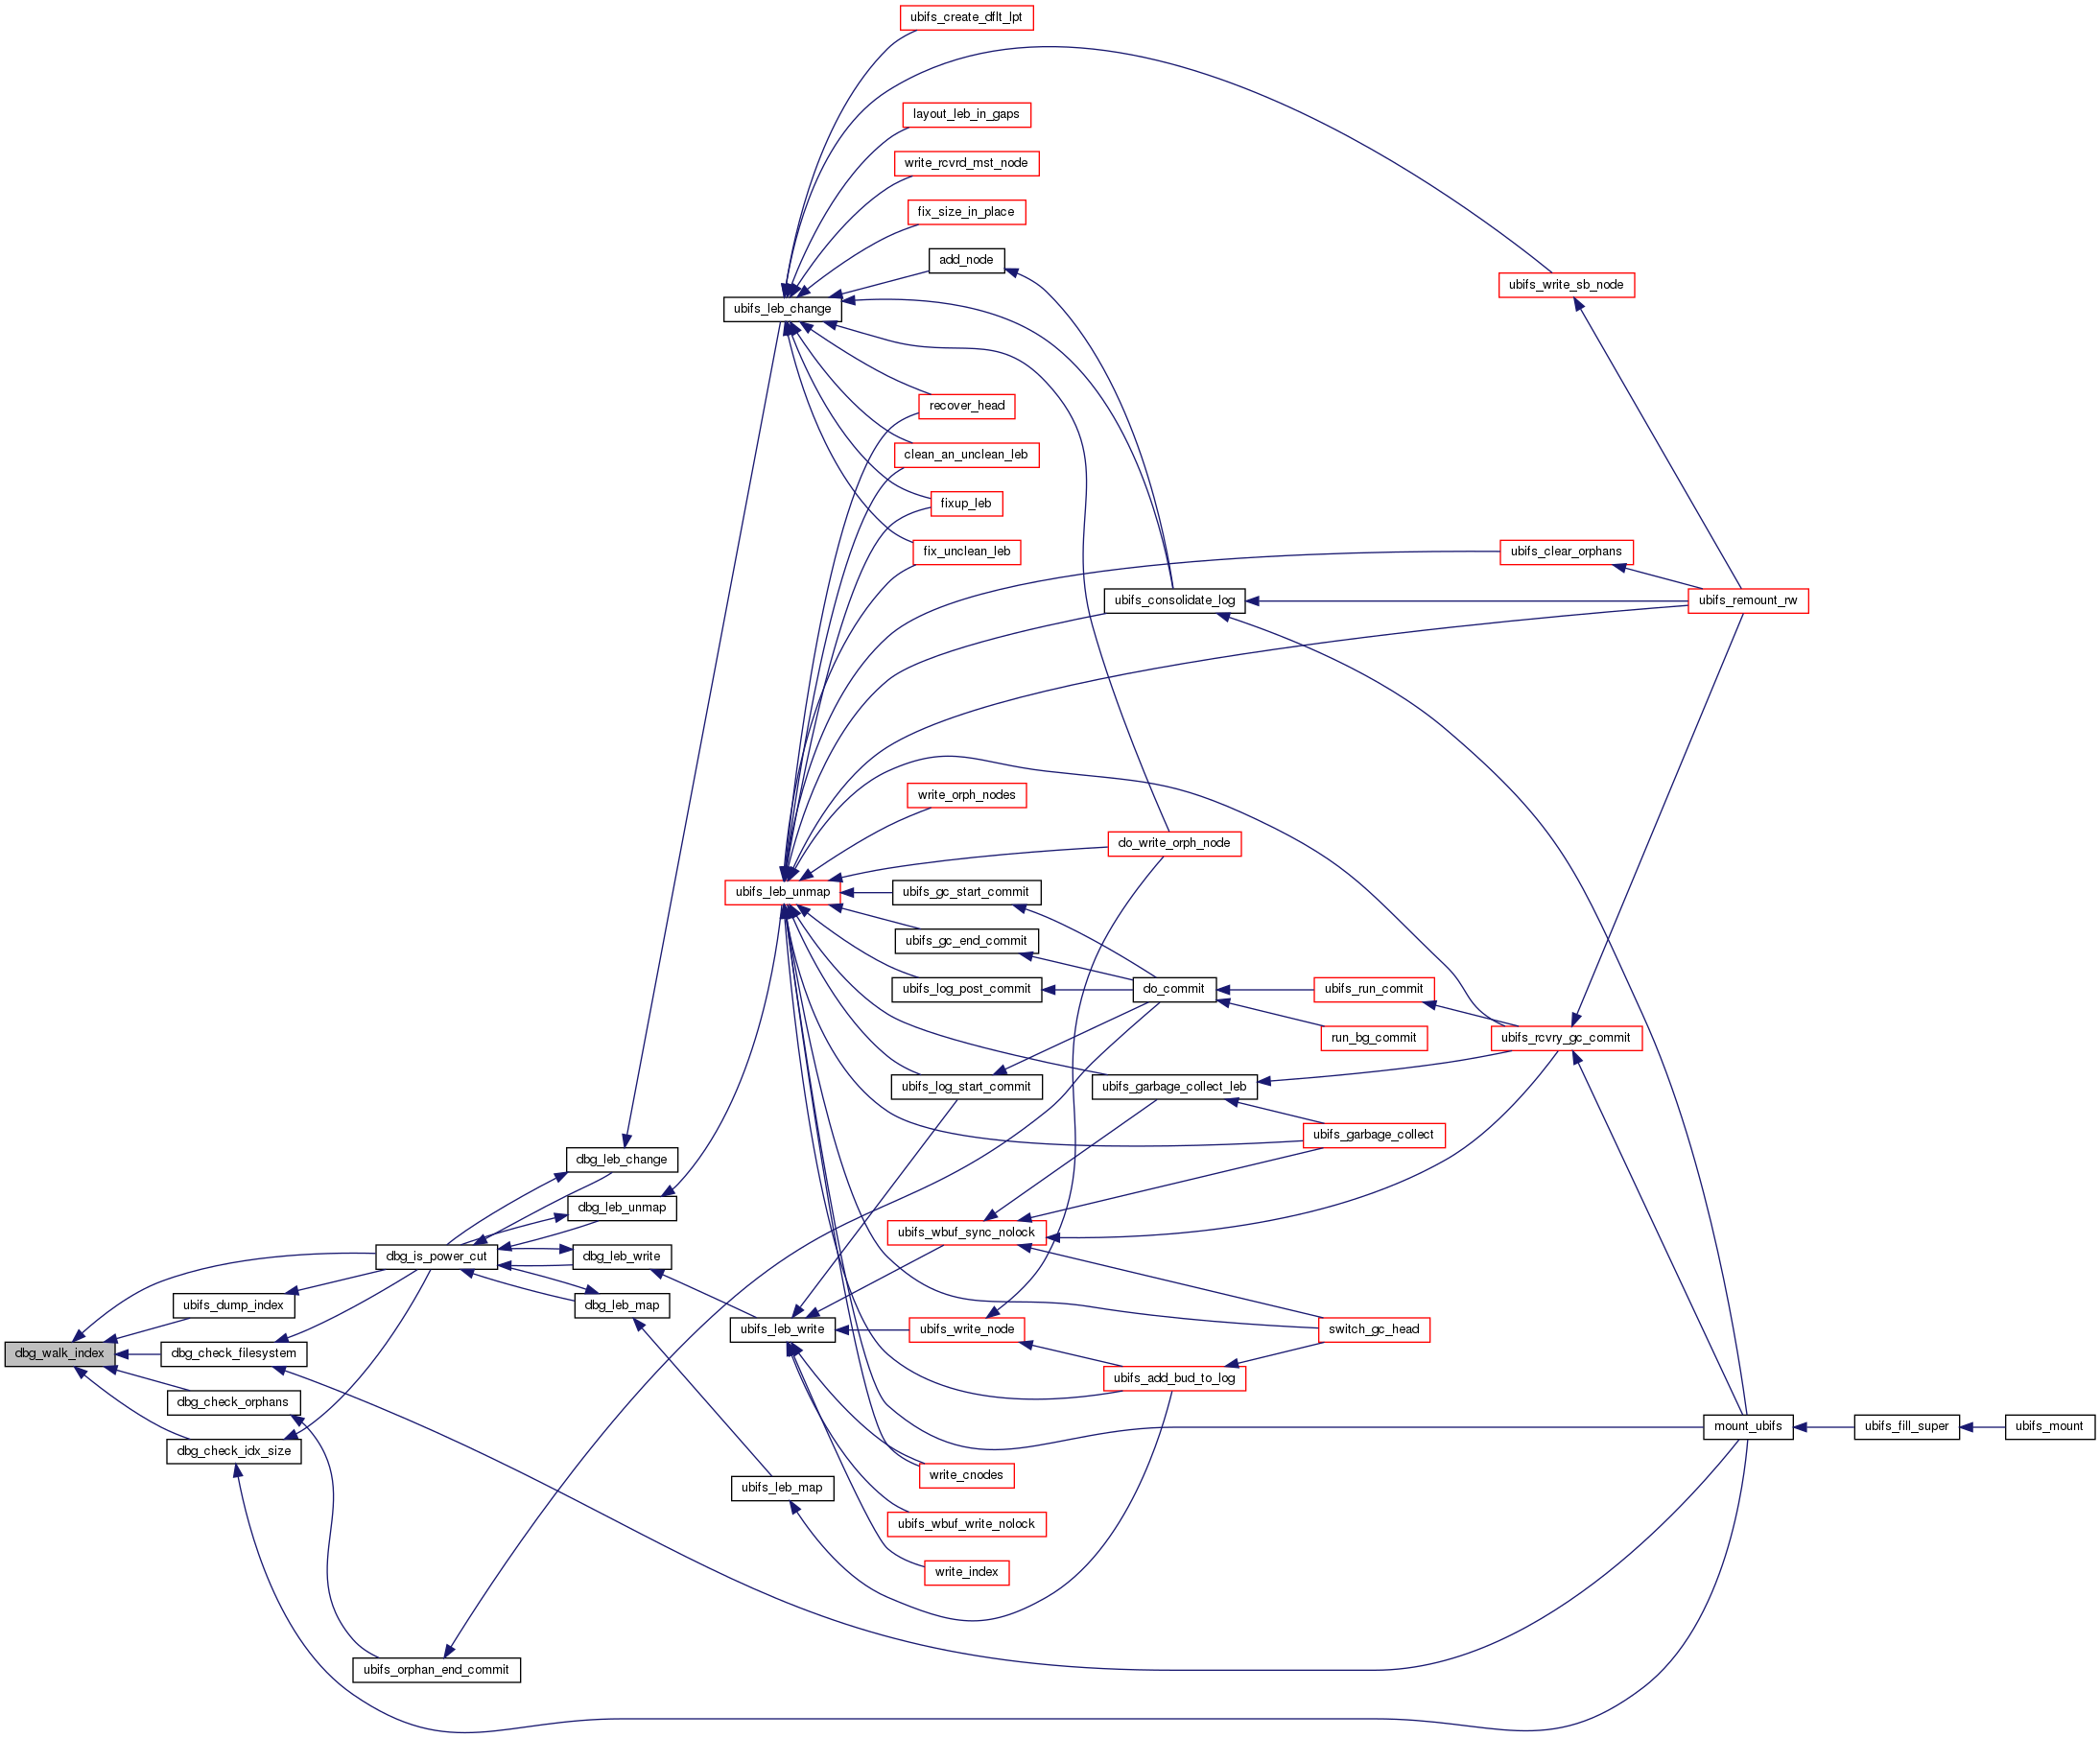 ubifs_create_dflt_lpt
layout_leb_in_gaps
write_rcvrd_mst_node
fix_size_in_place
add_node
ubifs_write_sb_node
ubifs_leb_change
recover_head
clean_an_unclean_leb
fixup_leb
fix_unclean_leb
ubifs_clear_orphans
ubifs_consolidate_log
ubifs_remount_rw
write_orph_nodes
do_write_orph_node
ubifs_leb_unmap
ubifs_gc_start_commit
ubifs_gc_end_commit
ubifs_log_post_commit
do_commit
ubifs_run_commit
run_bg_commit
ubifs_rcvry_gc_commit
ubifs_log_start_commit
ubifs_garbage_collect_leb
ubifs_garbage_collect
dbg_leb_change
dbg_leb_unmap
ubifs_wbuf_sync_nolock
dbg_is_power_cut
dbg_leb_write
ubifs_dump_index
dbg_leb_map
ubifs_leb_write
ubifs_write_node
switch_gc_head
dbg_walk_index
dbg_check_filesystem
ubifs_add_bud_to_log
dbg_check_orphans
mount_ubifs
ubifs_fill_super
ubifs_mount
dbg_check_idx_size
write_cnodes
ubifs_leb_map
ubifs_wbuf_write_nolock
write_index
ubifs_orphan_end_commit